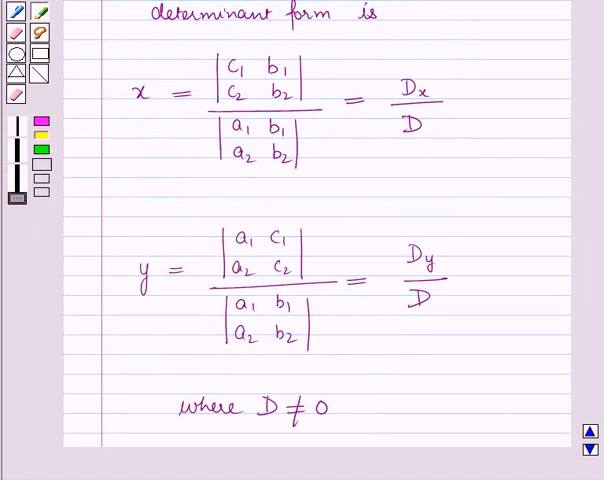 determinant form is
x = |c₁ b₁| / |a₁ b₁| = Dₓ / D
|c₂ b₂| / |a₂ b₂|
y = |a₁ c₁| / |a₁ b₁| = Dᵧ / D
|a₂ c₂| / |a₂ b₂|
where D ≠ 0